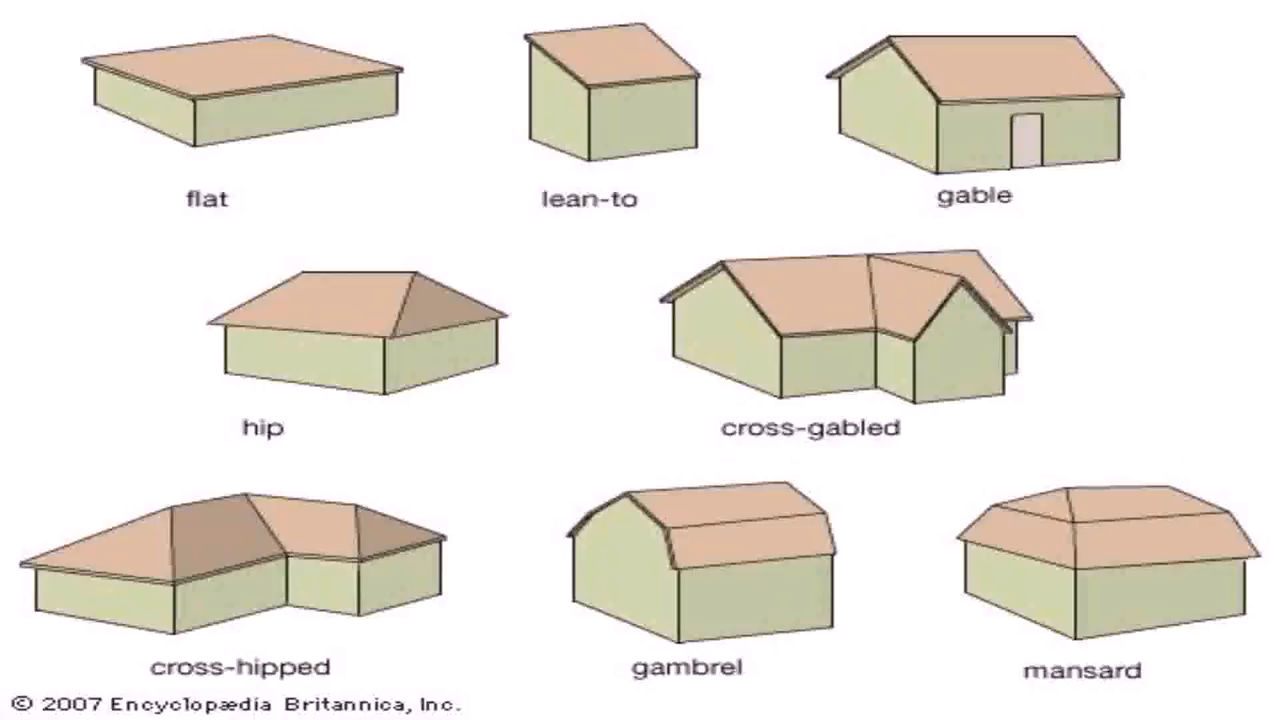 flat
lean-to
gable
hip
cross-gabled
cross-hipped
gambrel
mansard
© 2007 Encyclopædia Britannica, Inc.